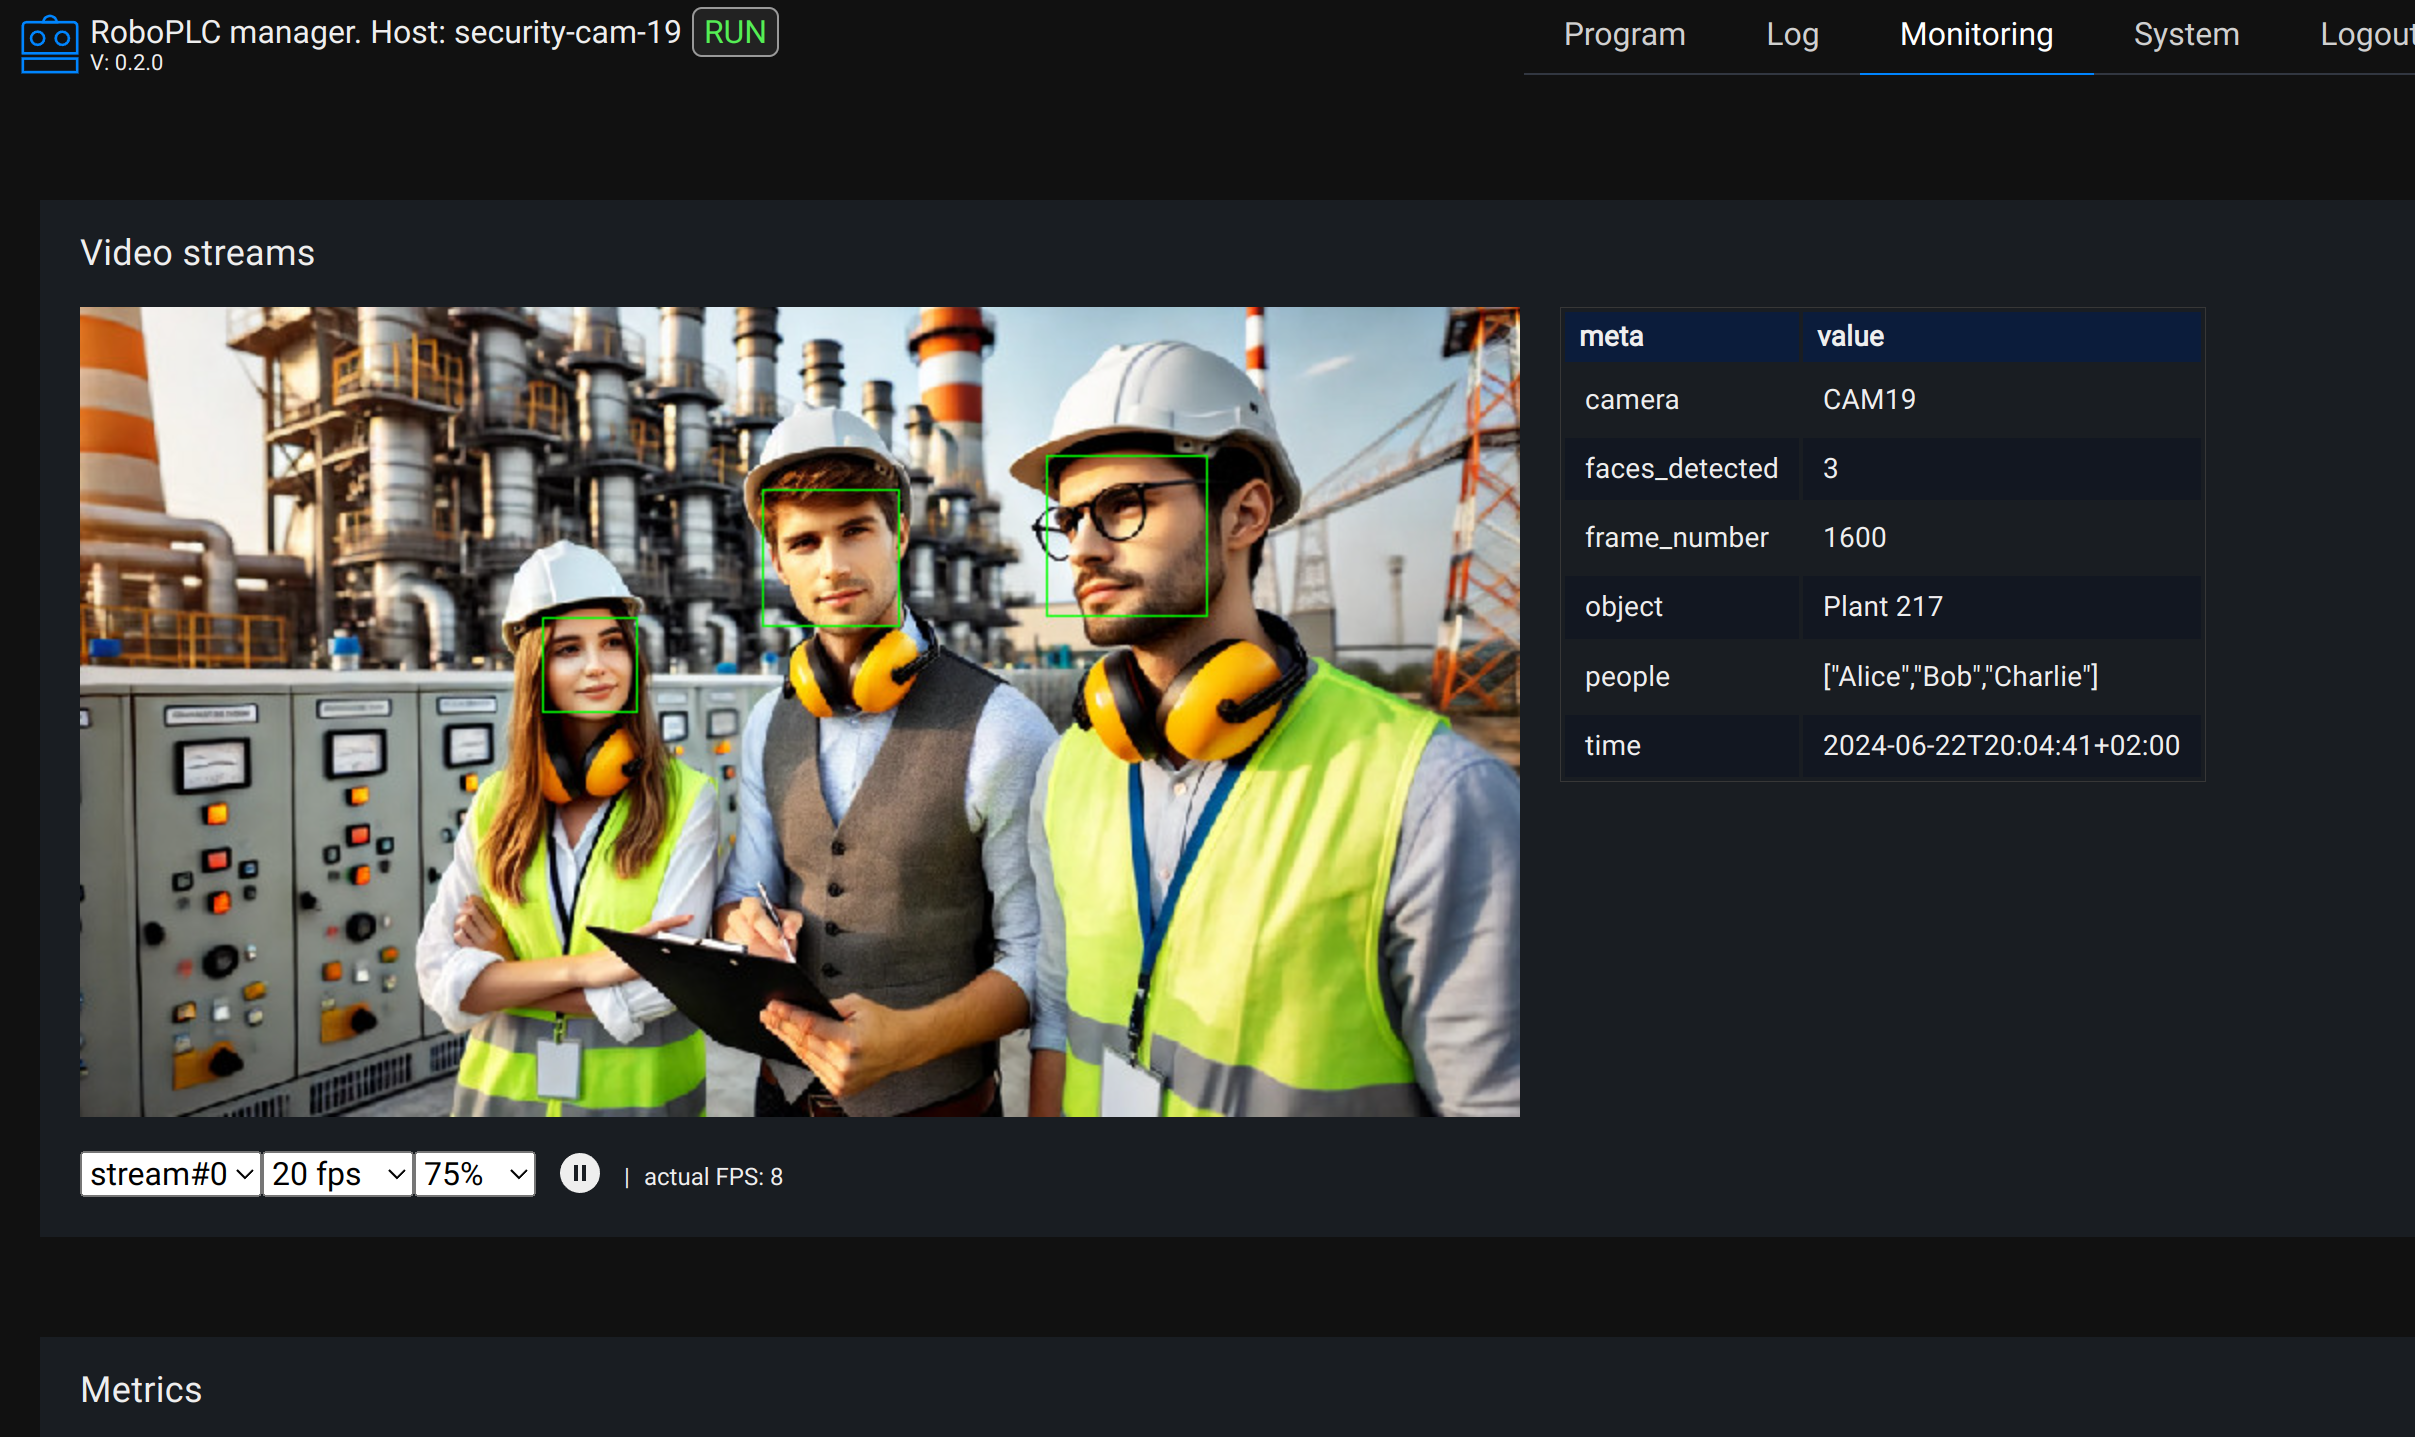 RoboPLC manager. Host: security-cam-19 RUN
V: 0.2.0
Program Log Monitoring System Logout
Video streams
meta value
camera CAM19
faces_detected 3
frame_number 1600
object Plant 217
people ["Alice","Bob","Charlie"]
time 2024-06-22T20:04:41+02:00
stream#0 20 fps 75% | actual FPS: 8
Metrics